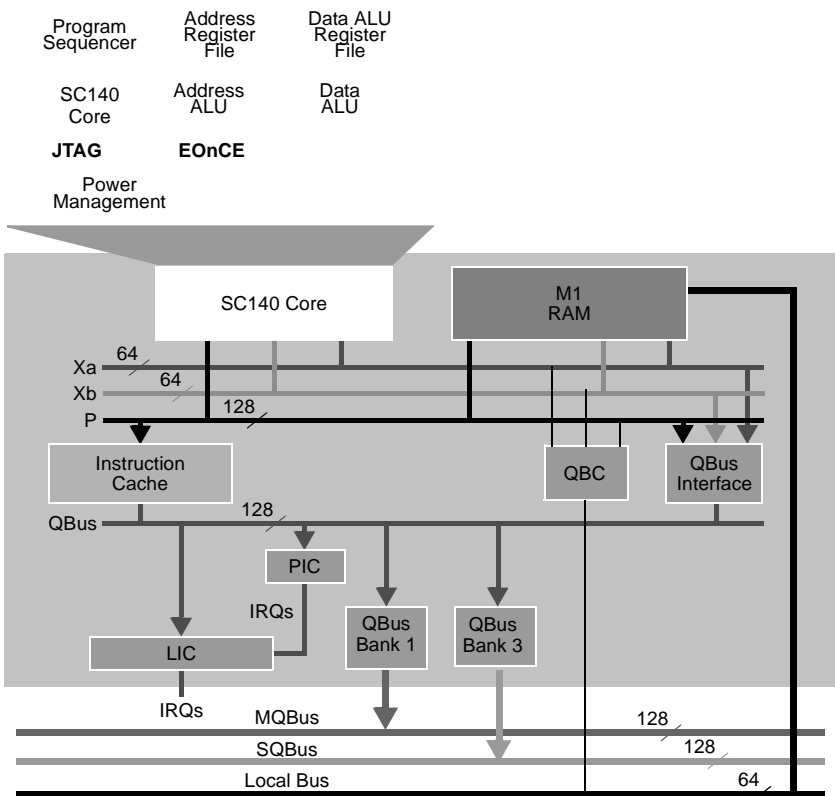 Program
Sequencer
Address
Register
File
Data ALU
Register
File
SC140
Core
Address
ALU
Data
ALU
JTAG
EOnCE
Power
Management
SC140 Core
M1
RAM
Xa
64
Xb
64
P
128
Instruction
Cache
QBC
QBus
Interface
QBus
128
PIC
IRQs
QBus
Bank 1
QBus
Bank 3
LIC
IRQs
MQBus
128
SQBus
128
Local Bus
64